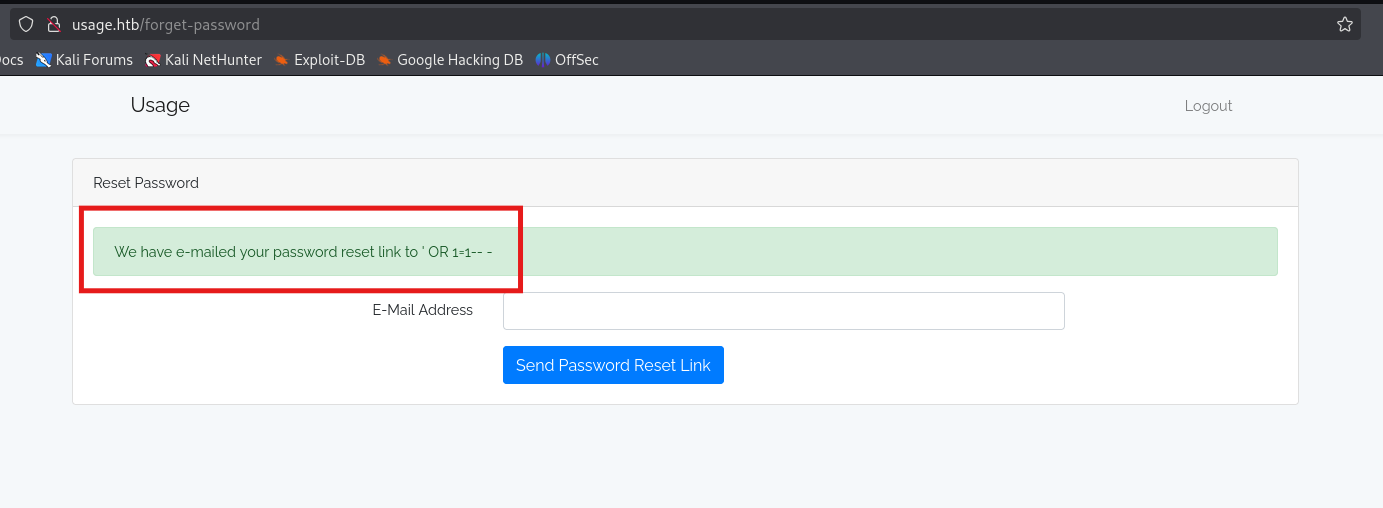 usage.htb/forget-password
ocs Kali Forums Kali NetHunter Exploit-DB Google Hacking DB OffSec
Usage Logout
Reset Password
We have e-mailed your password reset link to ' OR 1=1-- -
E-Mail Address
Send Password Reset Link